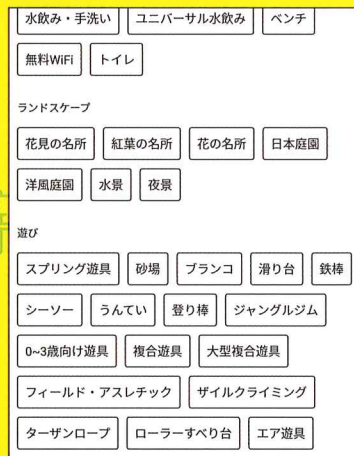 水飲み・手洗い ユニバーサル水飲み ベンチ
無料WiFi トイレ
ランドスケープ
花見の名所 紅葉の名所 花の名所 日本庭園
洋風庭園 水景 夜景
遊び
スプリング遊具 砂場 ブランコ 滑り台 鉄棒
シーソー うんてい 登り棒 ジャングルジム
0~3歳向け遊具 複合遊具 大型複合遊具
フィールド・アスレチック ザイルクライミング
ターザンロープ ローラーすべり台 エア遊具